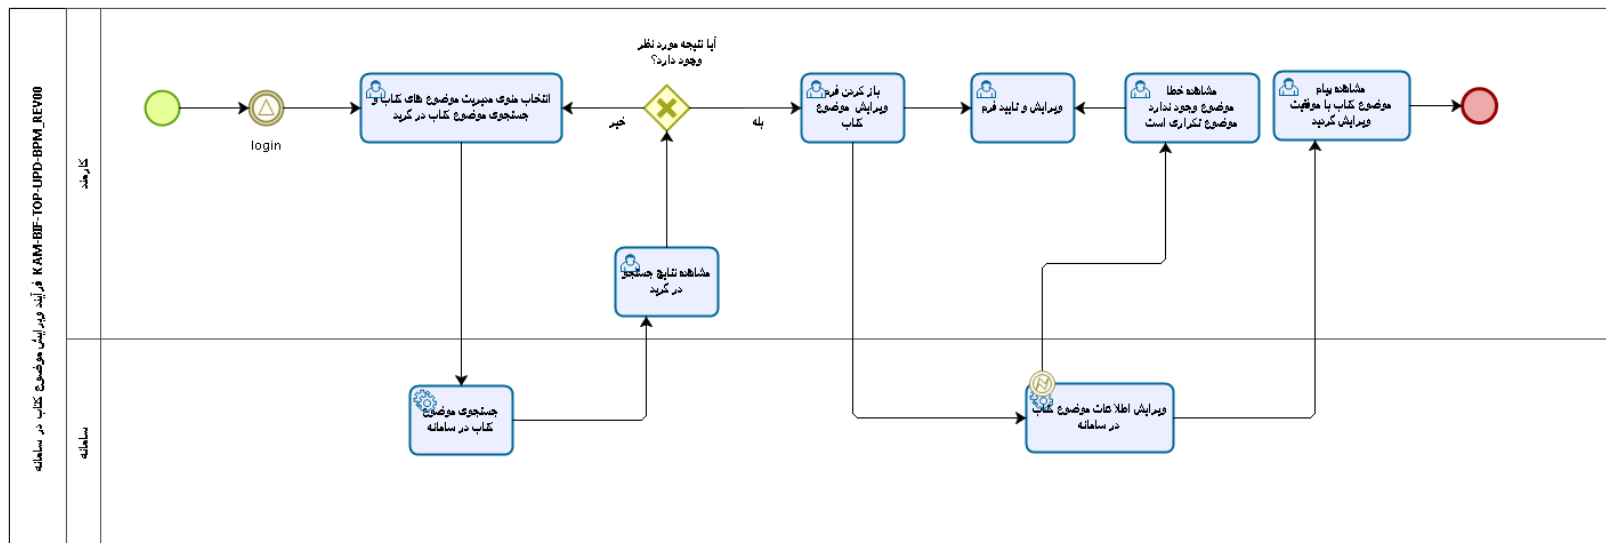 KAM-BIF-TOP-UPD-BPM_REV00 فرآیند ویرایش موضوع کتاب در سامانه
کارمند
سامانه
login
انتخاب منوی مدیریت موضوع های کتاب و
جستجوی موضوع کتاب در گرید
آیا نتیجه مورد نظر
وجود دارد؟
خیر
بله
باز کردن فرم
ویرایش موضوع
کتاب
ویرایش و تایید فرم
مشاهده خطا
موضوع وجود ندارد
موضوع تکراری است
مشاهده پیام
موضوع کتاب با موفقیت
ویرایش گردید
مشاهده نتایج جستجو
در گرید
جستجوی موضوع
کتاب در سامانه
ویرایش اطلاعات موضوع کتاب
در سامانه